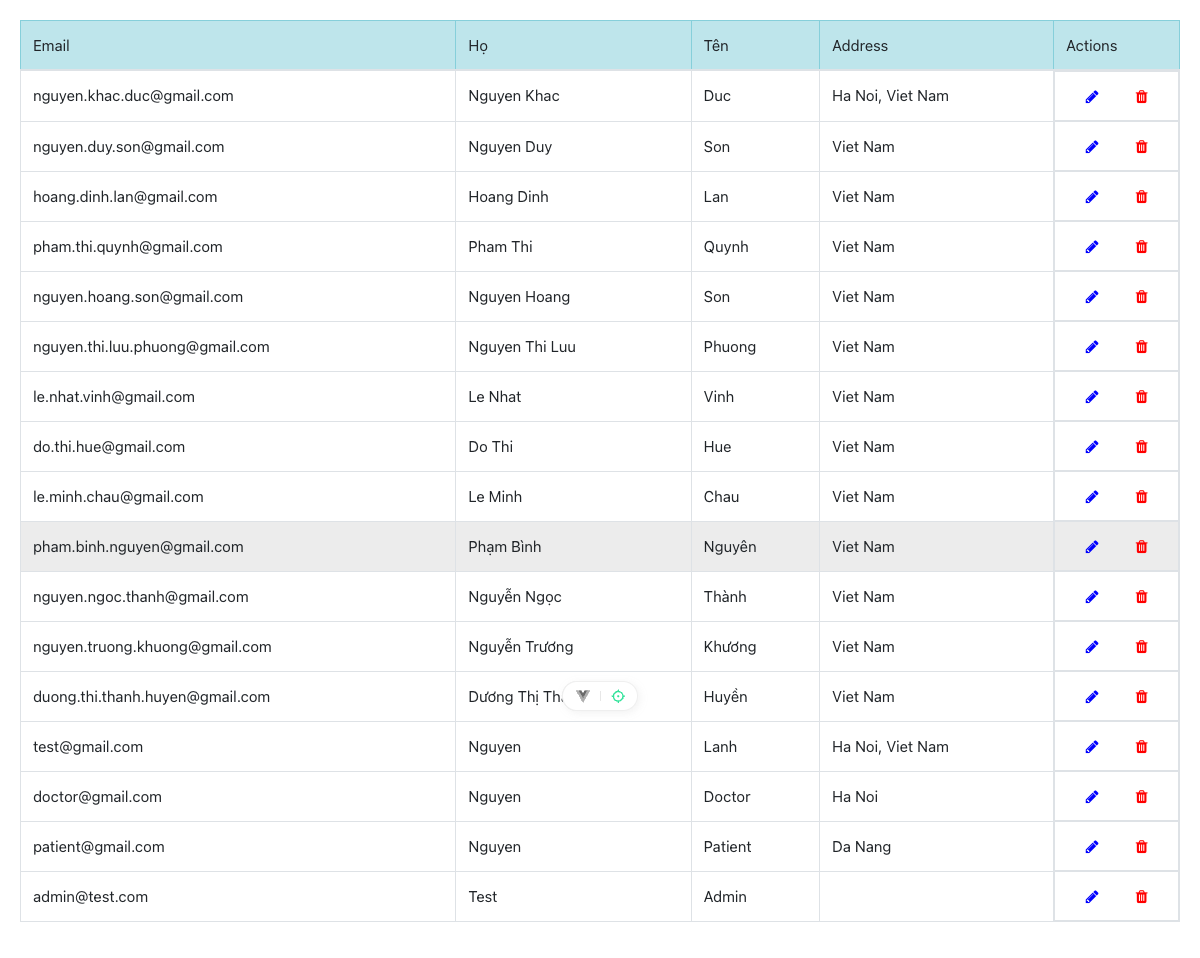 Email Họ Tên Address Actions
nguyen.khac.duc@gmail.com Nguyen Khac Duc Ha Noi, Viet Nam
nguyen.duy.son@gmail.com Nguyen Duy Son Viet Nam
hoang.dinh.lan@gmail.com Hoang Dinh Lan Viet Nam
pham.thi.quynh@gmail.com Pham Thi Quynh Viet Nam
nguyen.hoang.son@gmail.com Nguyen Hoang Son Viet Nam
nguyen.thi.luu.phuong@gmail.com Nguyen Thi Luu Phuong Viet Nam
le.nhat.vinh@gmail.com Le Nhat Vinh Viet Nam
do.thi.hue@gmail.com Do Thi Hue Viet Nam
le.minh.chau@gmail.com Le Minh Chau Viet Nam
pham.binh.nguyen@gmail.com Phạm Bình Nguyên Viet Nam
nguyen.ngoc.thanh@gmail.com Nguyễn Ngọc Thành Viet Nam
nguyen.truong.khuong@gmail.com Nguyễn Trương Khương Viet Nam
duong.thi.thanh.huyen@gmail.com Dương Thị Huyền Viet Nam
test@gmail.com Nguyen Lanh Ha Noi, Viet Nam
doctor@gmail.com Nguyen Doctor Ha Noi
patient@gmail.com Nguyen Patient Da Nang
admin@test.com Test Admin